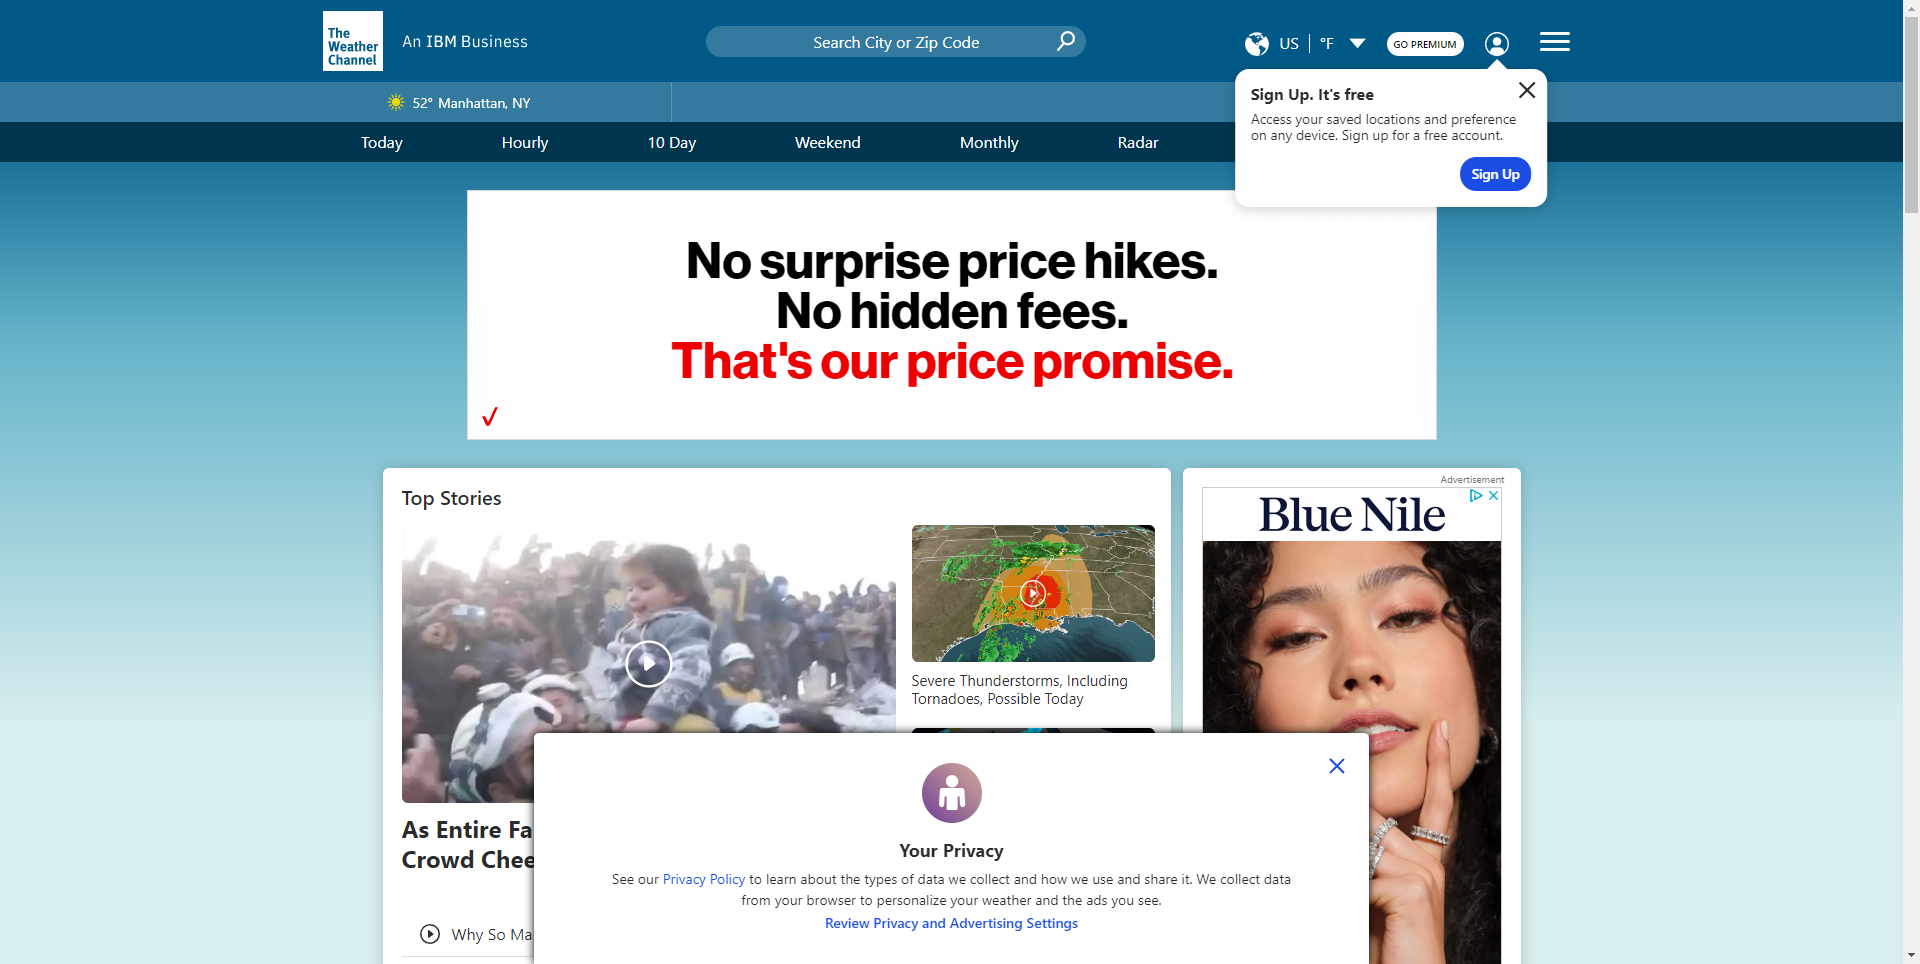 The
Weather
Channel
An IBM Business
Search City or Zip Code
US
°F
GO PREMIUM
52° Manhattan, NY
Sign Up. It's free
Access your saved locations and preference
on any device. Sign up for a free account.
Sign Up
Today
Hourly
10 Day
Weekend
Monthly
Radar
No surprise price hikes.
No hidden fees.
That's our price promise.
Top Stories
Severe Thunderstorms, Including
Tornadoes, Possible Today
As Entire Fa
Crowd Chee
Why So Ma
Advertisement
Blue Nile
Your Privacy
See our Privacy Policy to learn about the types of data we collect and how we use and share it. We collect data
from your browser to personalize your weather and the ads you see.
Review Privacy and Advertising Settings